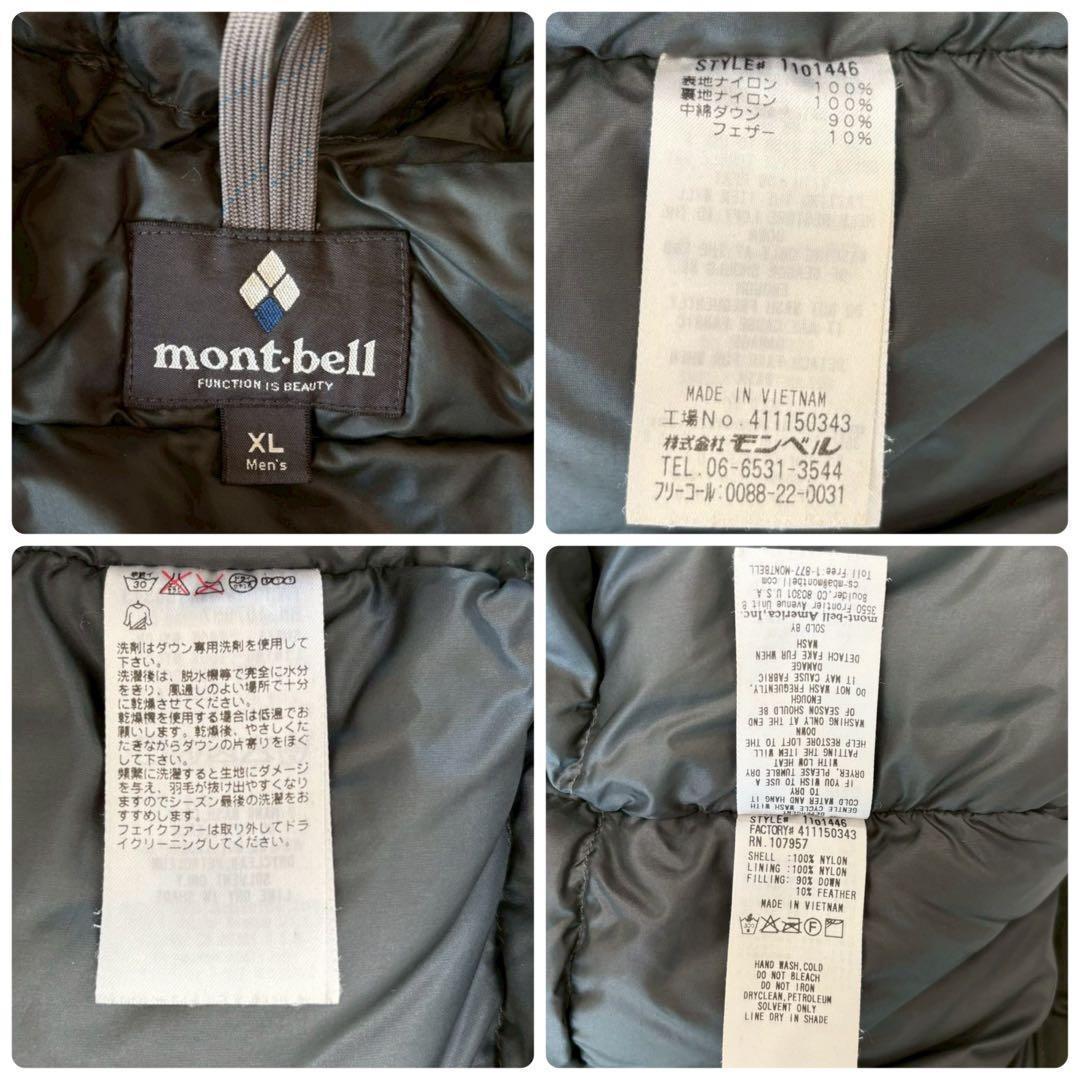 mont-bell
FUNCTION IS BEAUTY
XL
Men's
STYLE# 1101446
表地ナイロン 100%
裏地ナイロン 100%
中綿ダウン 90%
フェザー 10%
MADE IN VIETNAM
工場No.411150343
株式会社 モンベル
TEL.06-6531-3544
フリーコール:0088-22-0031
30
洗剤はダウン専用洗剤を使用して
下さい。
洗濯後は、脱水機等で完全に水分
をきり、風通しのよい場所で十分
に乾燥させてください。
乾燥機を使用する場合は低温でお
願いします。乾燥後、やさしくた
たきながらダウンの片寄りをほぐ
して下さい。
頻繁に洗濯すると生地にダメージ
を与え、羽毛が抜け出やすくなり
ますのでシーズン最後の洗濯をお
すすめします。
フェイクファーは取り外してドラ
イクリーニングしてください。
GENTLE CYCLE WASH WITH
COLD WATER AND HANG IT
TO DRY
IF YOU WISH TO USE A
DRYER, PLEASE TUMBLE DRY
WITH LOW HEAT
PATTING ITEM WILL
HELP RESTORE LOFT TO THE
DOWN
WASHING ONLY AT THE END
OF SEASON SHOULD BE
ENOUGH
DO NOT WASH FREQUENTLY,
IT MAY CAUSE FABRIC
DAMAGE
DETACH FAKE FUR WHEN
WASH
SOLD BY
mont-bell America,Inc.
3550 Frontier Avenue Unit B
Boulder,CO 80301 U.S.A
cs-mba@montbell.com
Toll Free 1-877-MONTBELL
STYLE# 1101446
FACTORY# 411150343
RN.107957
SHELL :100% NYLON
LINING :100% NYLON
FILLING: 90% DOWN
10% FEATHER
MADE IN VIETNAM
HAND WASH,COLD
DO NOT BLEACH
DO NOT IRON
DRYCLEAN,PETROLEUM
SOLVENT ONLY
LINE DRY IN SHADE